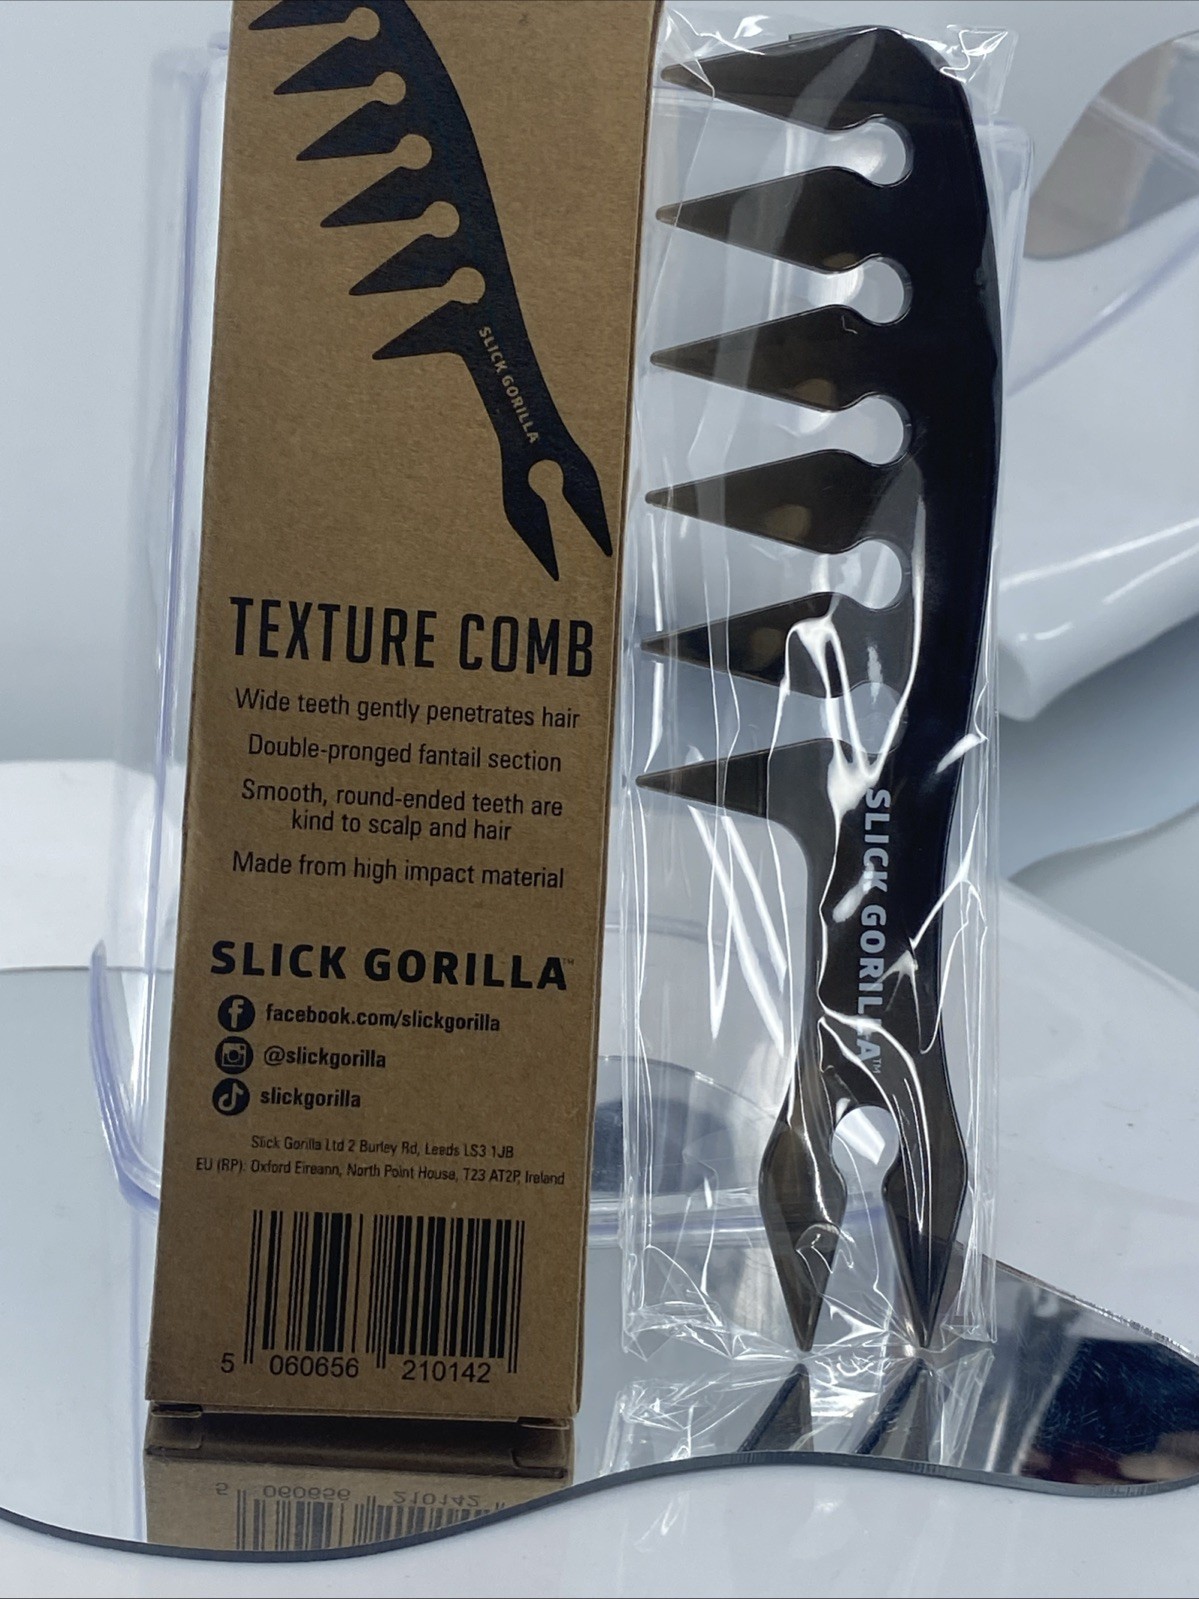 SLICK GORILLA
TEXTURE COMB
Wide teeth gently penetrates hair
Double-pronged fantail section
Smooth, round-ended teeth are
kind to scalp and hair
Made from high impact material
SLICK GORILLA™
facebook.com/slickgorilla
@slickgorilla
slickgorilla
Slick Gorilla Ltd 2 Burley Rd, Leeds LS3 1JB
EU (RP): Oxford Eireann, North Point House, T23 AT2P, Ireland
5 060656 210142
SLICK GORILLA™
5 060656 210142